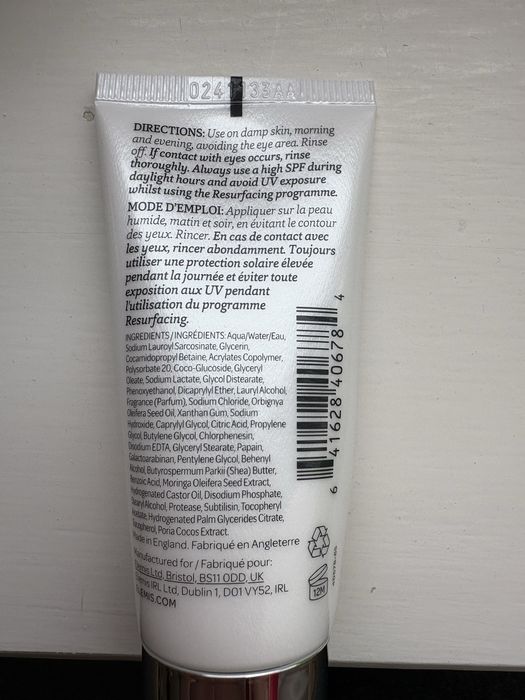 DIRECTIONS: Use on damp skin, morning
and evening, avoiding the eye area. Rinse
off. If contact with eyes occurs, rinse
thoroughly. Always use a high SPF during
daylight hours and avoid UV exposure
whilst using the Resurfacing programme.
MODE D'EMPLOI: Appliquer sur la peau
humide, matin et soir, en évitant le contour
des yeux. Rincer. En cas de contact avec
les yeux, rincer abondamment. Toujours
utiliser une protection solaire élevée
pendant la journée et éviter toute
exposition aux UV pendant
l'utilisation du programme
Resurfacing.
INGREDIENTS/INGRÉDIENTS: Aqua/Water/Eau,
Sodium Lauroyl Sarcosinate, Glycerin,
Cocamidopropyl Betaine, Acrylates Copolymer,
Polysorbate 20, Coco-Glucoside, Glyceryl
Oleate, Sodium Lactate, Glycol Distearate,
Phenoxyethanol, Dicaprylyl Ether, Lauryl Alcohol,
Fragrance (Parfum), Sodium Chloride, Orbignya
Oleifera Seed Oil, Xanthan Gum, Sodium
Hydroxide, Caprylyl Glycol, Citric Acid, Propylene
Glycol, Butylene Glycol, Chlorphenesin,
Disodium EDTA, Glyceryl Stearate, Papain,
Galactoarabinan, Pentylene Glycol, Behenyl
Alcohol, Butyrospermum Parkii (Shea) Butter,
Benzoic Acid, Moringa Oleifera Seed Extract,
Hydrogenated Castor Oil, Disodium Phosphate,
Stearyl Alcohol, Protease, Subtilisin, Tocopheryl
Acetate, Hydrogenated Palm Glycerides Citrate,
Tocopherol, Poria Cocos Extract.
Made in England. Fabriqué en Angleterre
Manufactured for / Fabriqué pour:
Elemis Ltd, Bristol, BS11 0DD, UK
Elemis IRL Ltd, Dublin 1, D01 VY52, IRL
ELEMIS.COM
6 41628 40678 4
12M